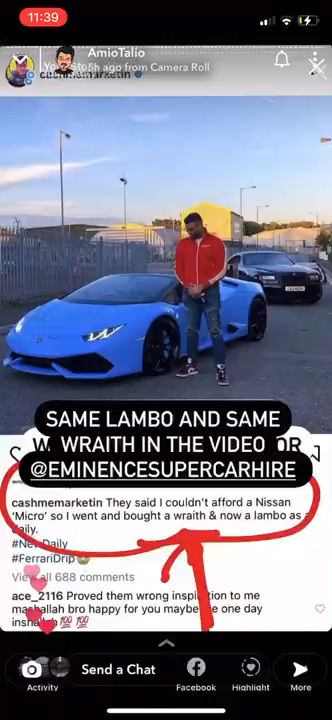 11:39
AmioTalio
5h ago from Camera Roll
SAME LAMBO AND SAME
WRAITH IN THE VIDEO OR
@EMINENCESUPERCARHIRE
cashmemarketin They said I couldn't afford a Nissan
'Micro' so I went and bought a wraith & now a lambo as
daily.
#FerrariDrip
View all 688 comments
ace_2116 Proved them wrong inspiration to me
mashallah bro happy for you maybe one day
inshallah 💯 💯
Send a Chat
Activity
Facebook
Highlight
More